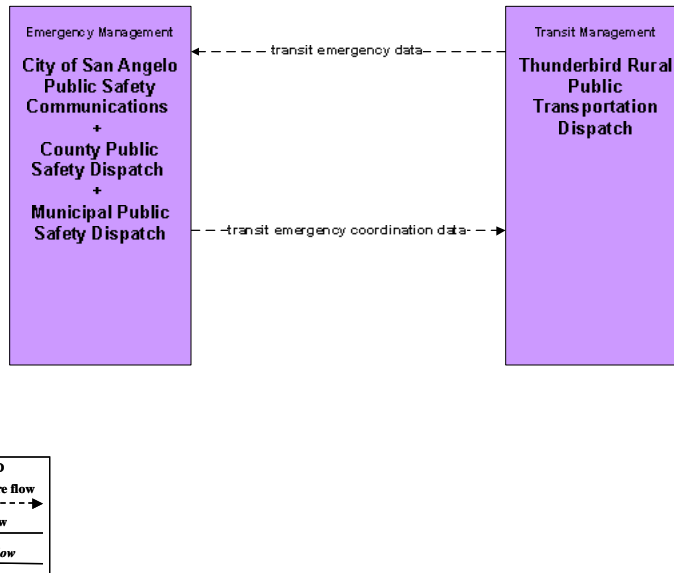 Emergency Management
City of San Angelo
Public Safety
Communications
+
County Public
Safety Dispatch
+
Municipal Public
Safety Dispatch
transit emergency data
transit emergency coordination data
Transit Management
Thunderbird Rural
Public
Transportation
Dispatch
flow